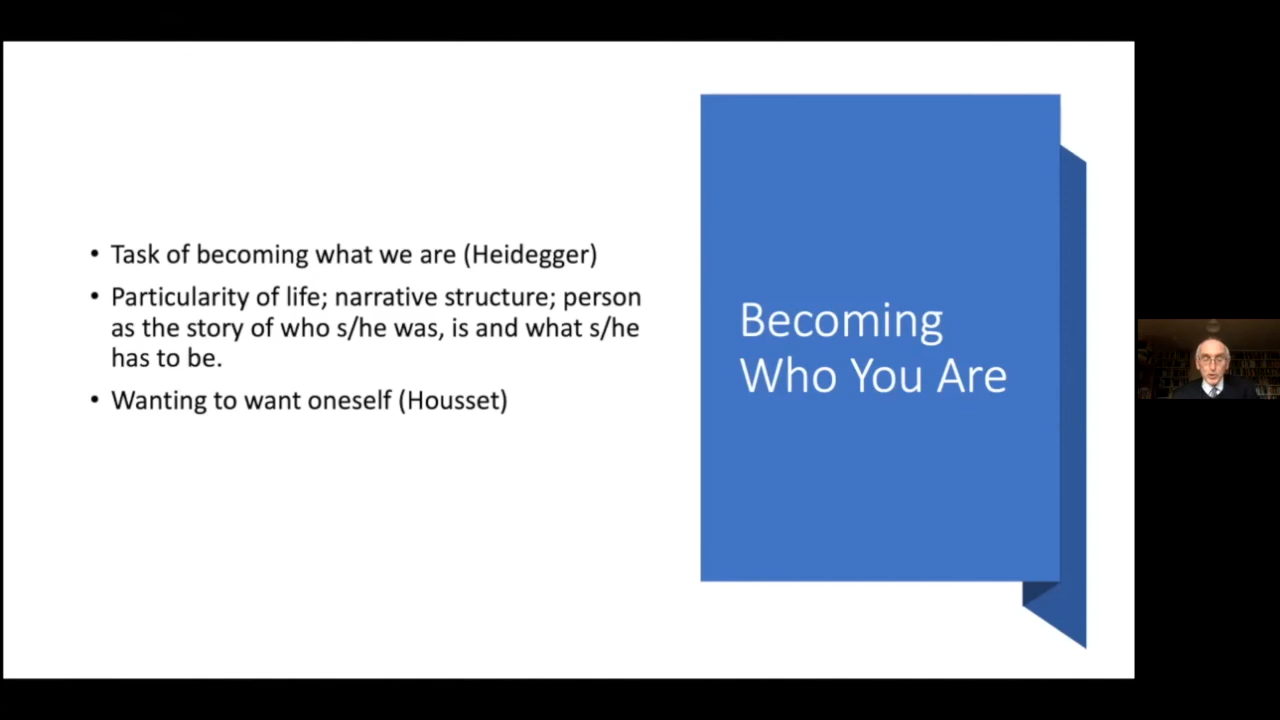 • Task of becoming what we are (Heidegger)
• Particularity of life; narrative structure; person
as the story of who s/he was, is and what s/he
has to be.
• Wanting to want oneself (Housset)
Becoming
Who You Are